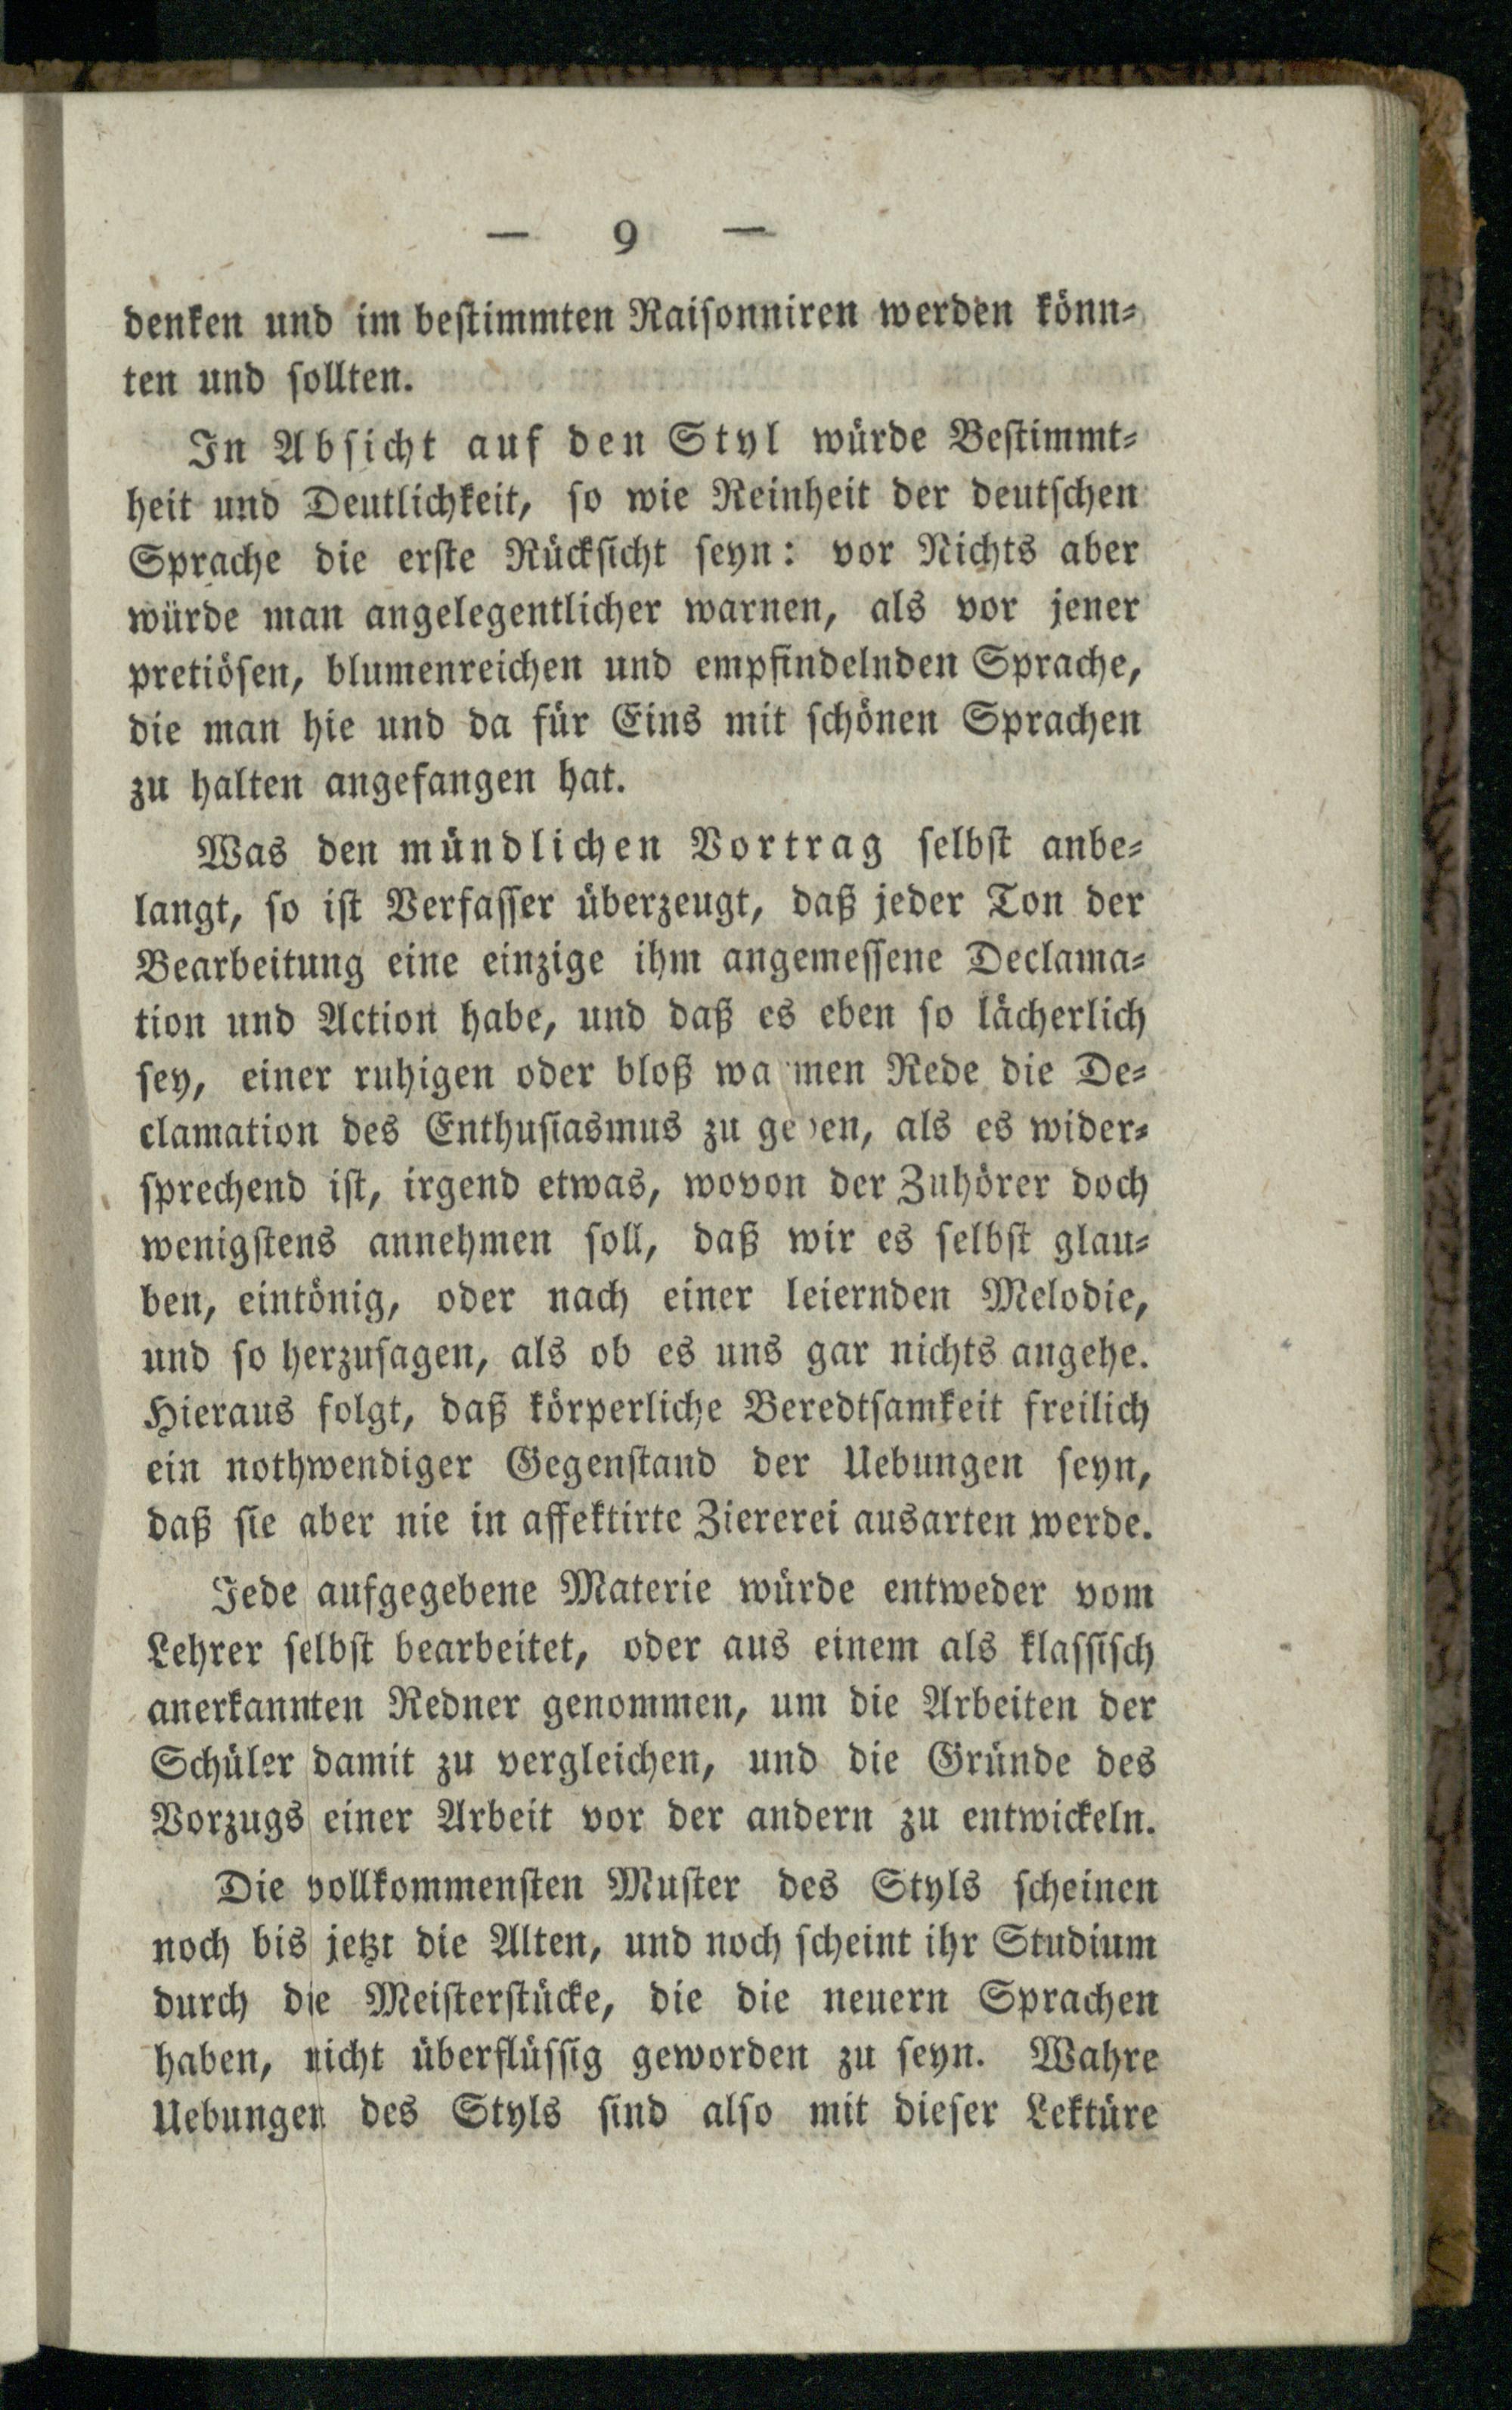 — 9 —
denken und im bestimmten Raisonniren werden könn-
ten und sollten.
In Absicht auf den Styl würde Bestimmt-
heit und Deutlichkeit, so wie Reinheit der deutschen
Sprache die erste Rücksicht seyn: vor Nichts aber
würde man angelegentlicher warnen, als vor jener
pretiösen, blumenreichen und empfindelnden Sprache,
die man hie und da für Eins mit schönen Sprachen
zu halten angefangen hat.
Was den mündlichen Vortrag selbst anbe-
langt, so ist Verfasser überzeugt, daß jeder Ton der
Bearbeitung eine einzige ihm angemessene Declama-
tion und Action habe, und daß es eben so lächerlich
sey, einer ruhigen oder bloß warmen Rede die De-
clamation des Enthusiasmus zu geben, als es wider-
sprechend ist, irgend etwas, wovon der Zuhörer doch
wenigstens annehmen soll, daß wir es selbst glau-
ben, eintönig, oder nach einer leiernden Melodie,
und so herzusagen, als ob es uns gar nichts angehe.
Hieraus folgt, daß körperliche Beredtsamkeit freilich
ein nothwendiger Gegenstand der Uebungen seyn,
daß sie aber nie in affektirte Ziererei ausarten werde.
Jede aufgegebene Materie würde entweder vom
Lehrer selbst bearbeitet, oder aus einem als klassisch
anerkannten Redner genommen, um die Arbeiten der
Schüler damit zu vergleichen, und die Gründe des
Vorzugs einer Arbeit vor der andern zu entwickeln.
Die vollkommensten Muster des Styls scheinen
noch bis jetzt die Alten, und noch scheint ihr Studium
durch die Meisterstücke, die die neuern Sprachen
haben, nicht überflüssig geworden zu seyn. Wahre
Uebungen des Styls sind also mit dieser Lektüre